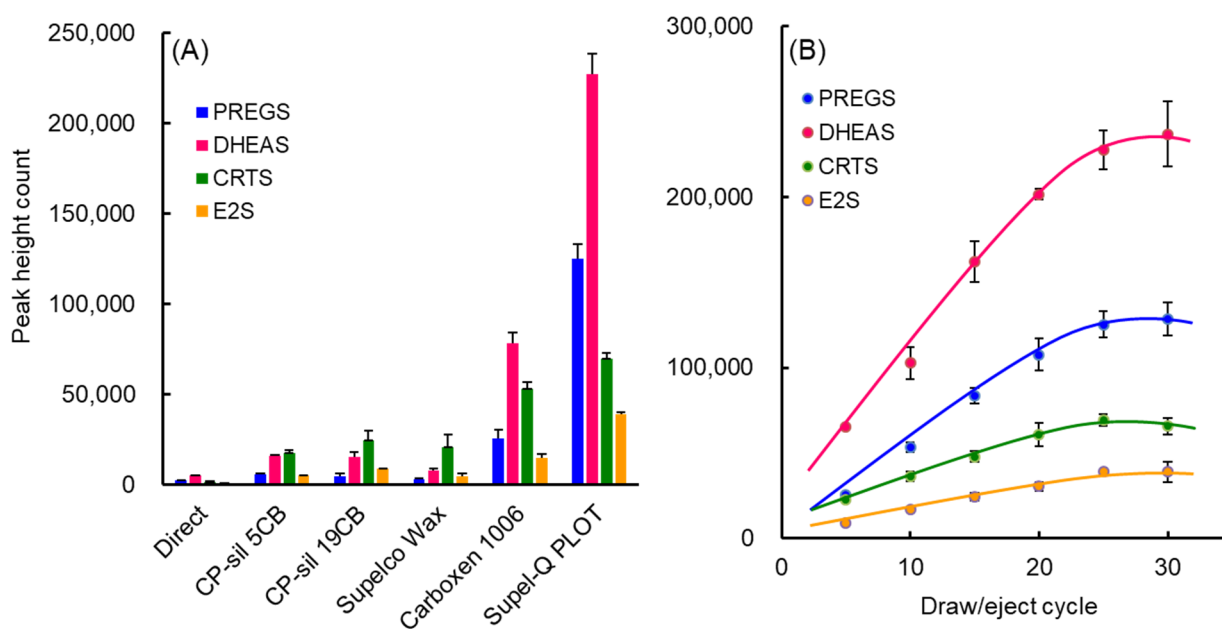 (A)
Peak height count
250,000
200,000
150,000
100,000
50,000
0
PREGS
DHEAS
CRTS
E2S
Direct
CP-sil 5CB
CP-sil 19CB
Supelco Wax
Carboxen 1006
Supel-Q PLOT
(B)
300,000
200,000
100,000
0
PREGS
DHEAS
CRTS
E2S
0
10
20
30
Draw/eject cycle